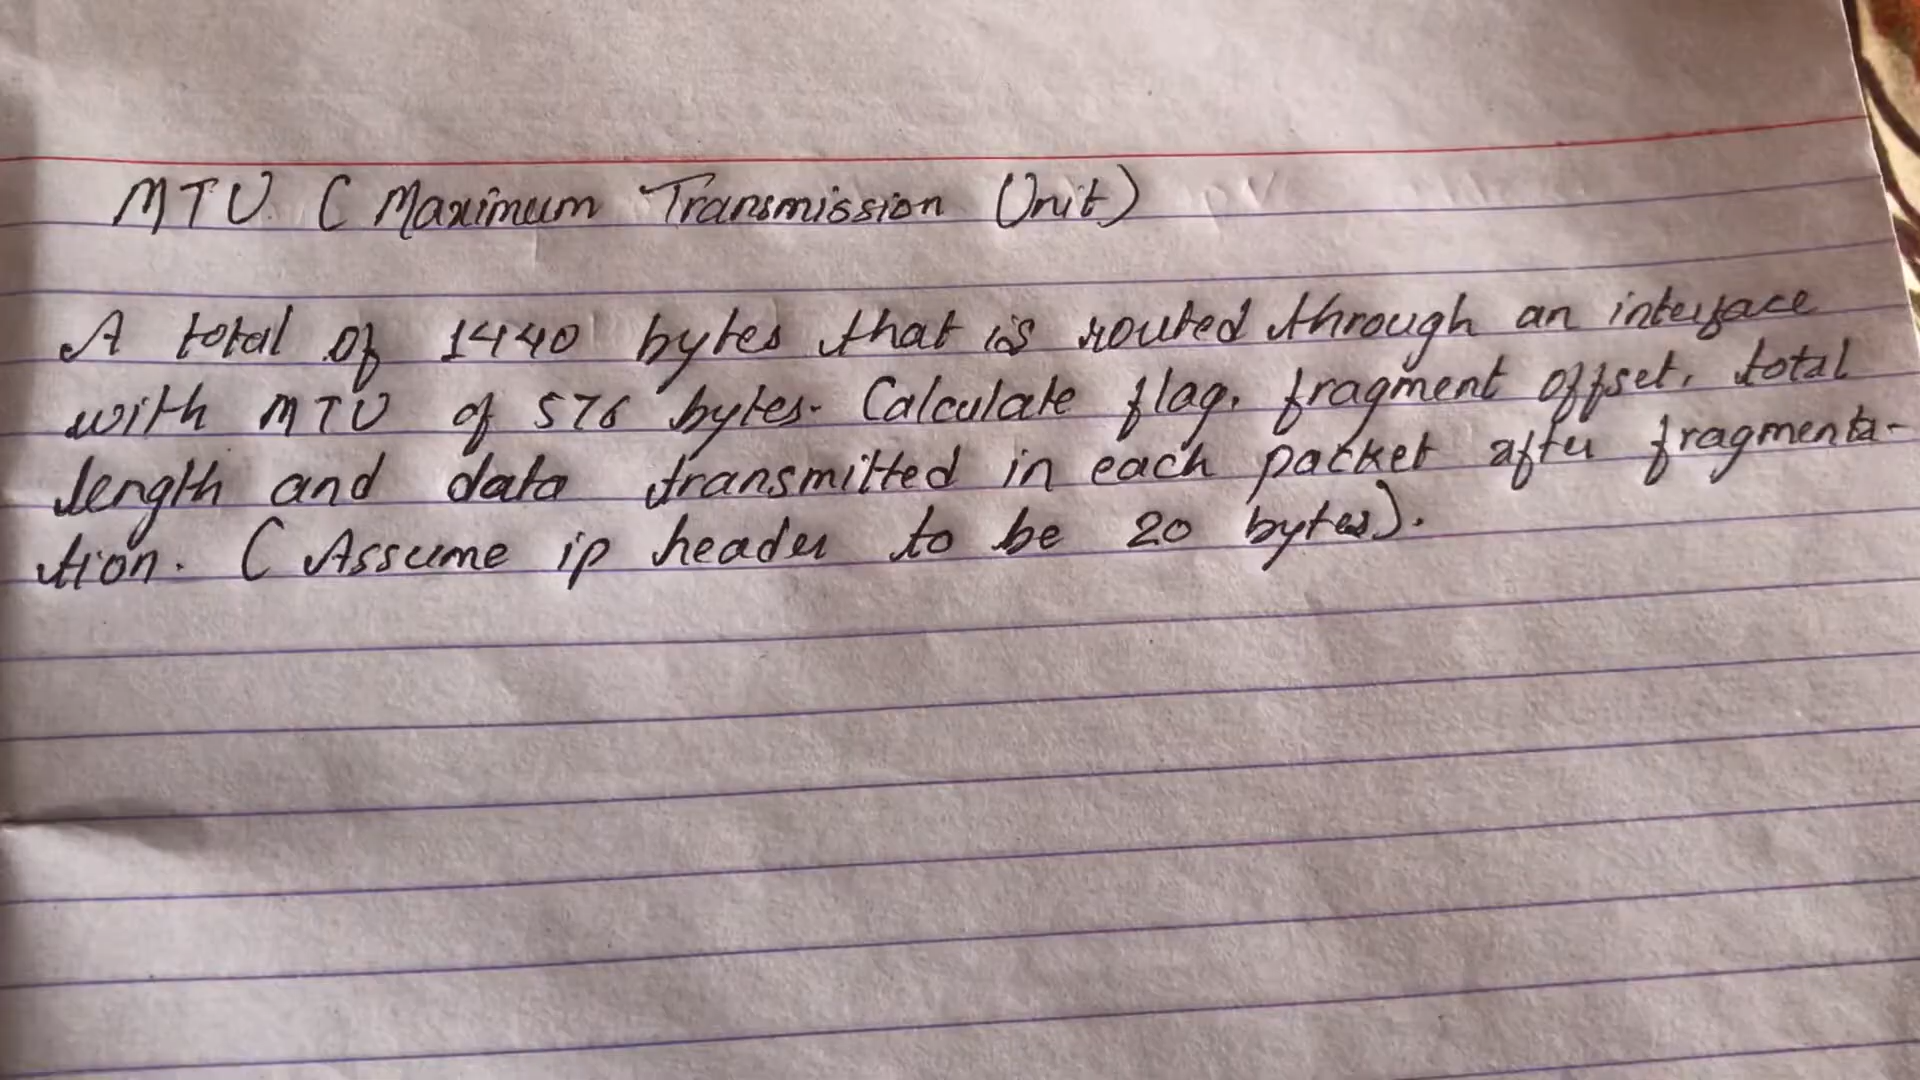 MTU. (Maximum Transmission Unit)
A total of 1440 bytes that is routed through an interface
with MTU of 576 bytes. Calculate flag, fragment offset, total
length and data transmitted in each packet after fragmenta-
tion. (Assume ip header to be 20 bytes).